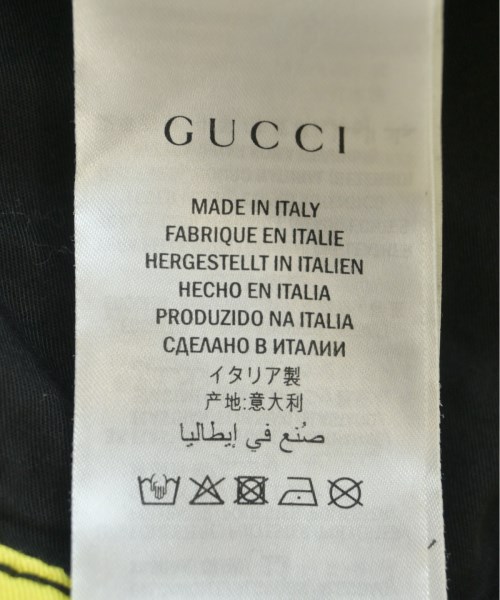 GUCCI
MADE IN ITALY
FABRIQUE EN ITALIE
HERGESTELLT IN ITALIEN
HECHO EN ITALIA
PRODUZIDO NA ITALIA
СДЕЛАНО В ИТАЛИИ
イタリア製
产地:意大利
صُنع في إيطاليا